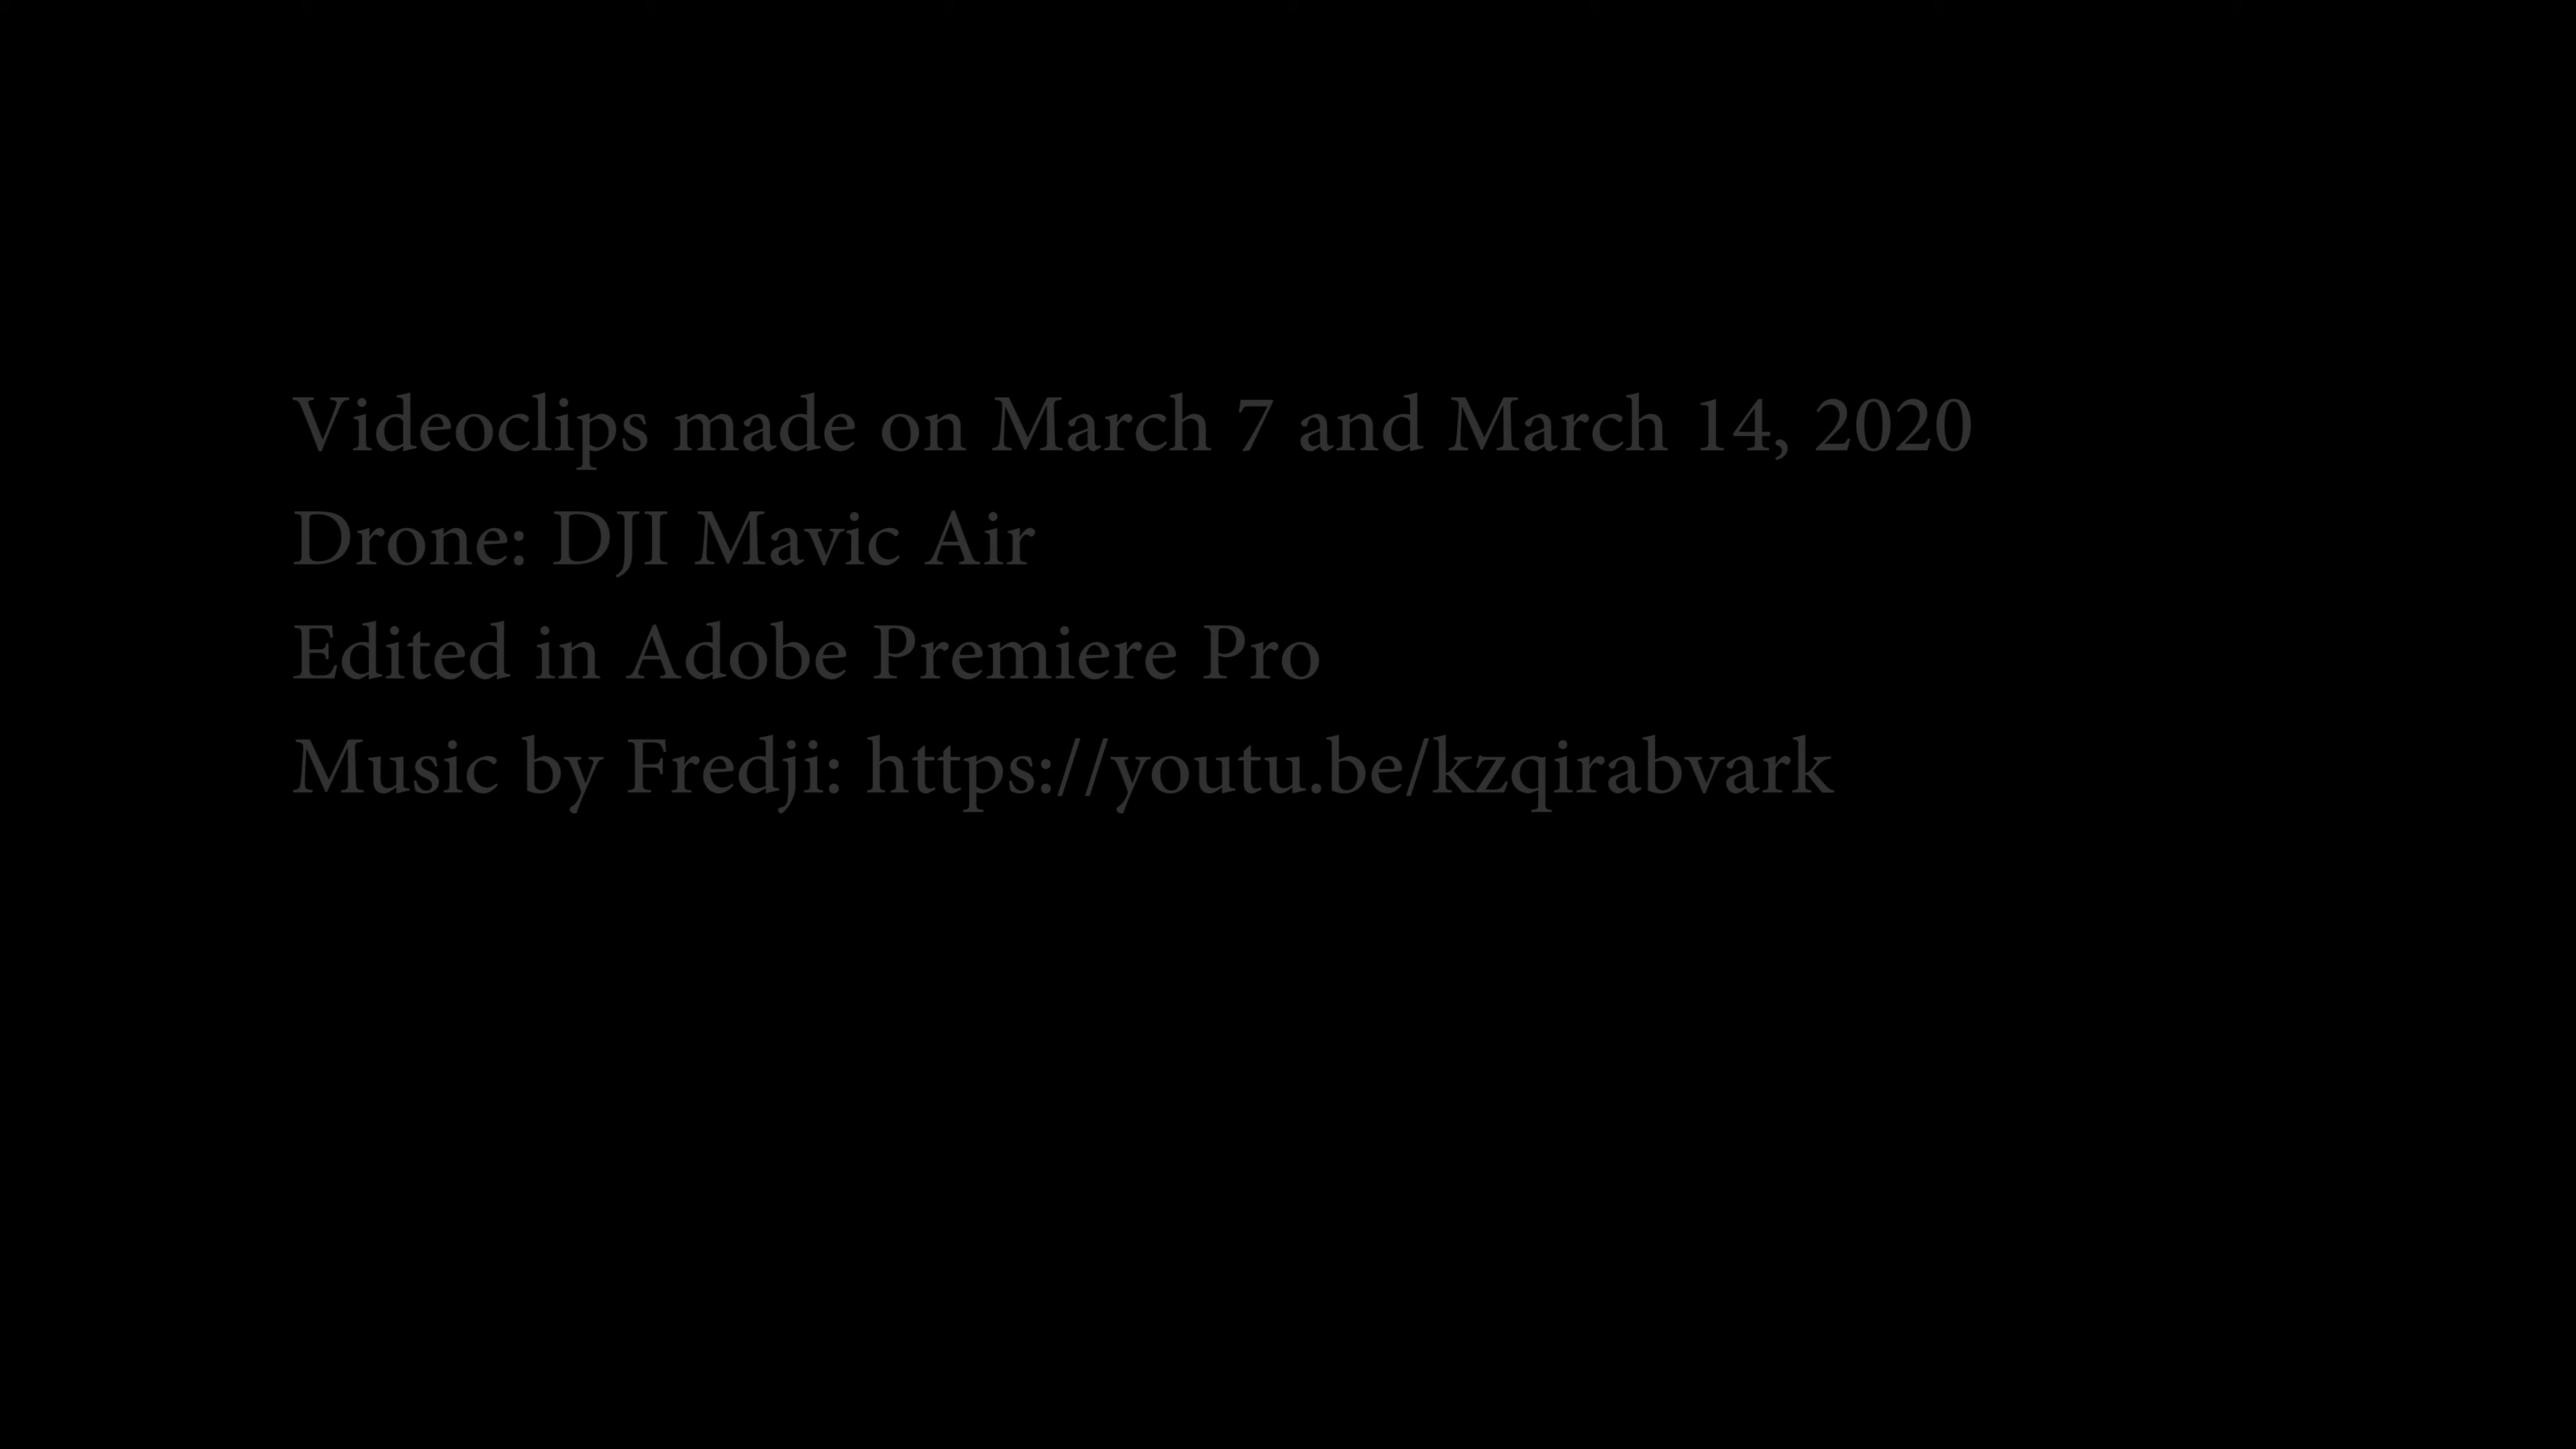 Videoclips made on March 7 and March 14, 2020
Drone: DJI Mavic Air
Edited in Adobe Premiere Pro
Music by Fredji: https://youtu.be/kzqirabvark